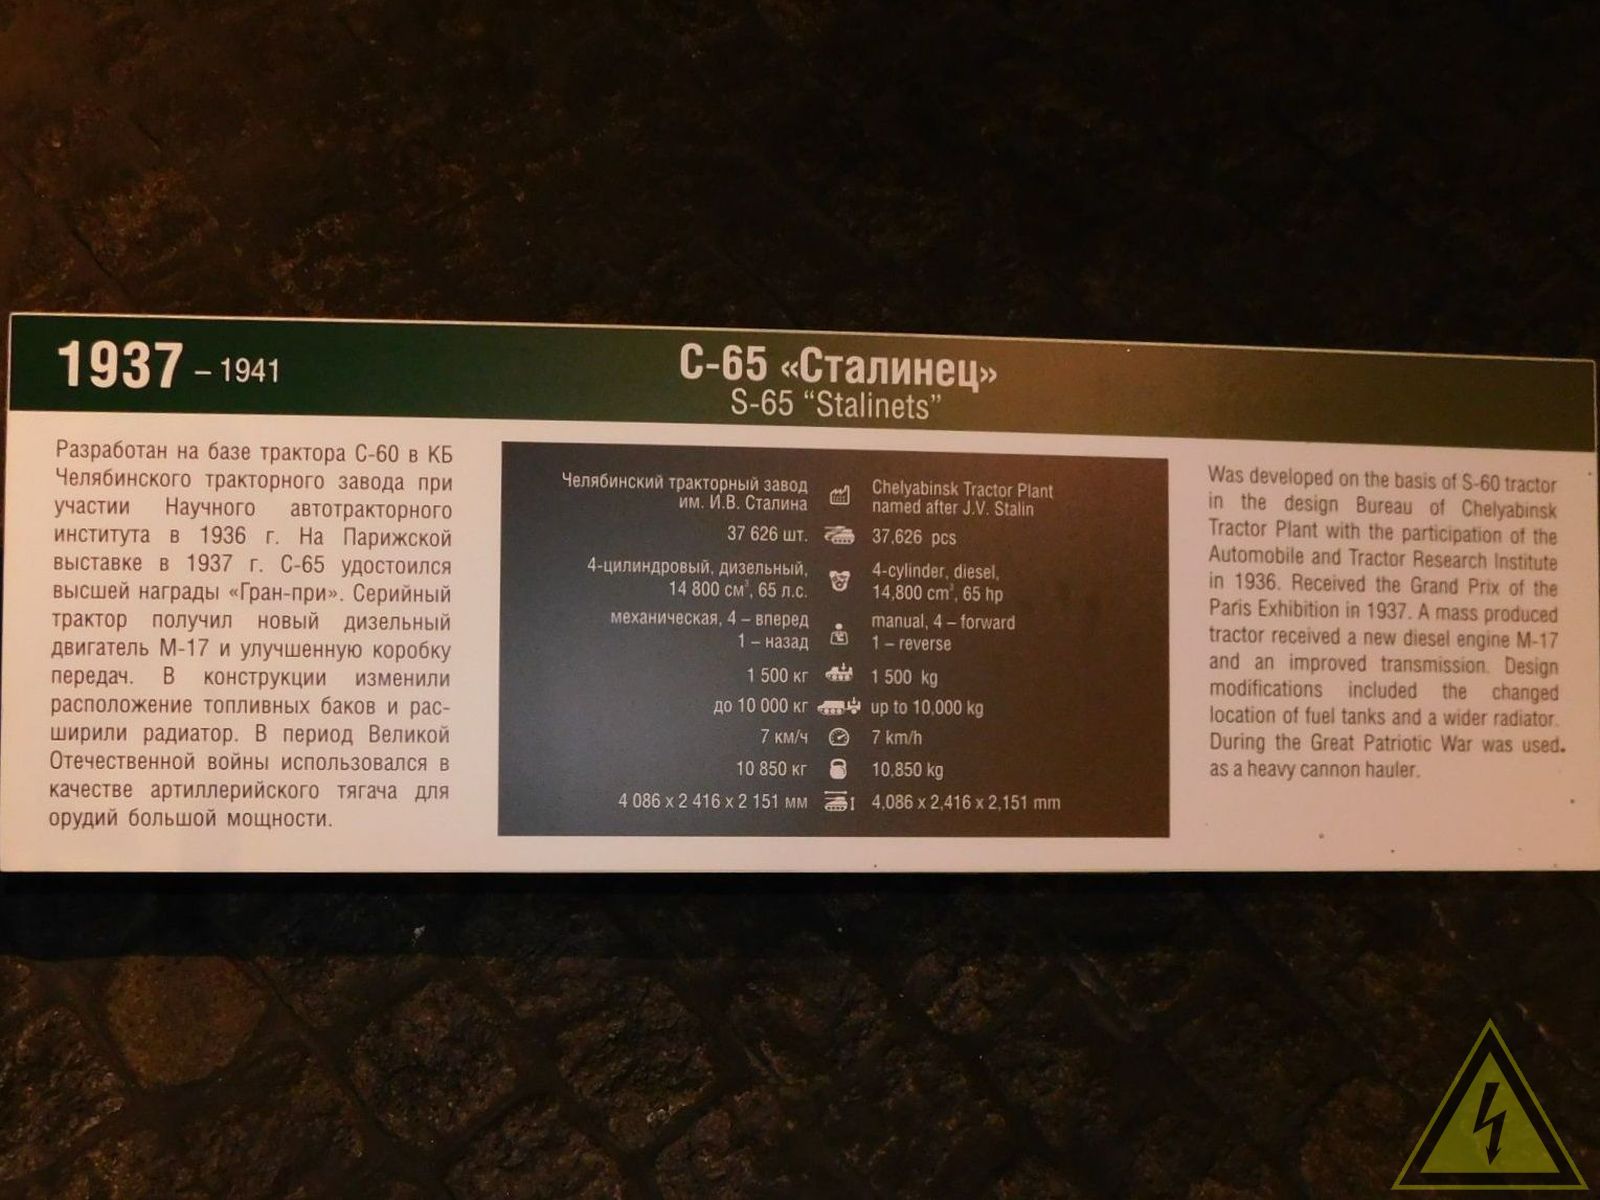 1937 – 1941
С-65 «Сталинец»
S-65 “Stalinets”
Разработан на базе трактора С-60 в КБ
Челябинского тракторного завода при
участии Научного автотракторного
института в 1936 г. На Парижской
выставке в 1937 г. С-65 удостоился
высшей награды «Гран-при». Серийный
трактор получил новый дизельный
двигатель М-17 и улучшенную коробку
передач. В конструкции изменили
расположение топливных баков и рас-
ширили радиатор. В период Великой
Отечественной войны использовался в
качестве артиллерийского тягача для
орудий большой мощности.
Челябинский тракторный завод
им. И.В. Сталина
37 626 шт.
4-цилиндровый, дизельный,
14 800 см³, 65 л.с.
механическая, 4 – вперед
1 – назад
1 500 кг
до 10 000 кг
7 км/ч
10 850 кг
4 086 х 2 416 х 2 151 мм
Chelyabinsk Tractor Plant
named after J.V. Stalin
37,626 pcs
4-cylinder, diesel,
14,800 cm³, 65 hp
manual, 4 – forward
1 – reverse
1 500 kg
up to 10,000 kg
7 km/h
10,850 kg
4,086 x 2,416 x 2,151 mm
Was developed on the basis of S-60 tractor
in the design Bureau of Chelyabinsk
Tractor Plant with the participation of the
Automobile and Tractor Research Institute
in 1936. Received the Grand Prix of the
Paris Exhibition in 1937. A mass produced
tractor received a new diesel engine M-17
and an improved transmission. Design
modifications included the changed
location of fuel tanks and a wider radiator.
During the Great Patriotic War was used
as a heavy cannon hauler.